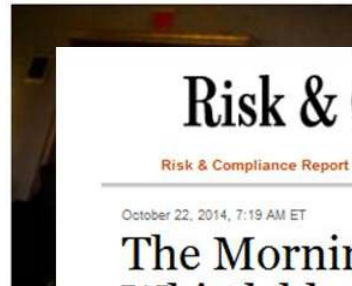 Risk &
Risk & Compliance Report
October 22, 2014, 7:19 AM ET
The Mornin